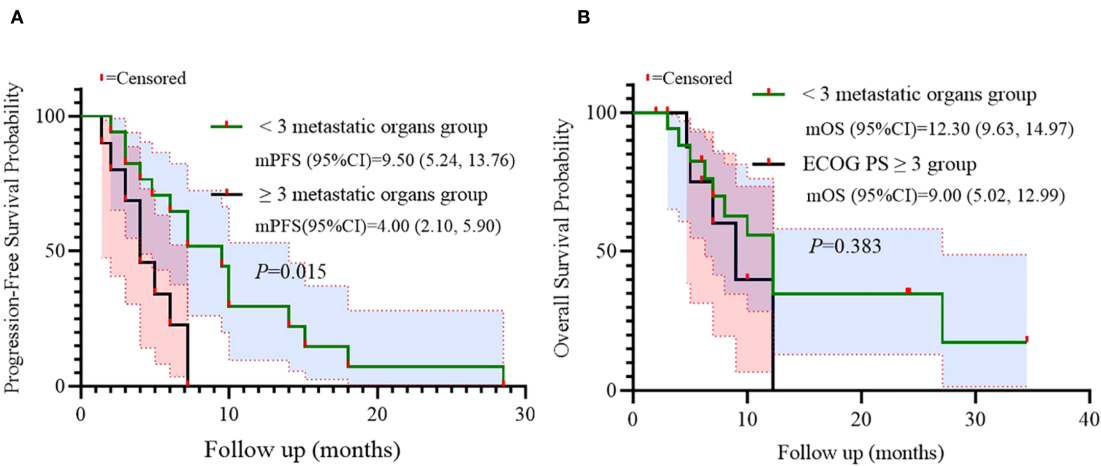 A
Progression-Free Survival Probability
=Censored
100
50
0
< 3 metastatic organs group
mPFS (95%CI)=9.50 (5.24, 13.76)
≥ 3 metastatic organs group
mPFS(95%CI)=4.00 (2.10, 5.90)
P=0.015
0 10 20 30
Follow up (months)
B
Overall Survival Probability
=Censored
100
50
0
< 3 metastatic organs group
mOS (95%CI)=12.30 (9.63, 14.97)
ECOG PS ≥ 3 group
mOS (95%CI)=9.00 (5.02, 12.99)
P=0.383
0 10 20 30 40
Follow up (months)